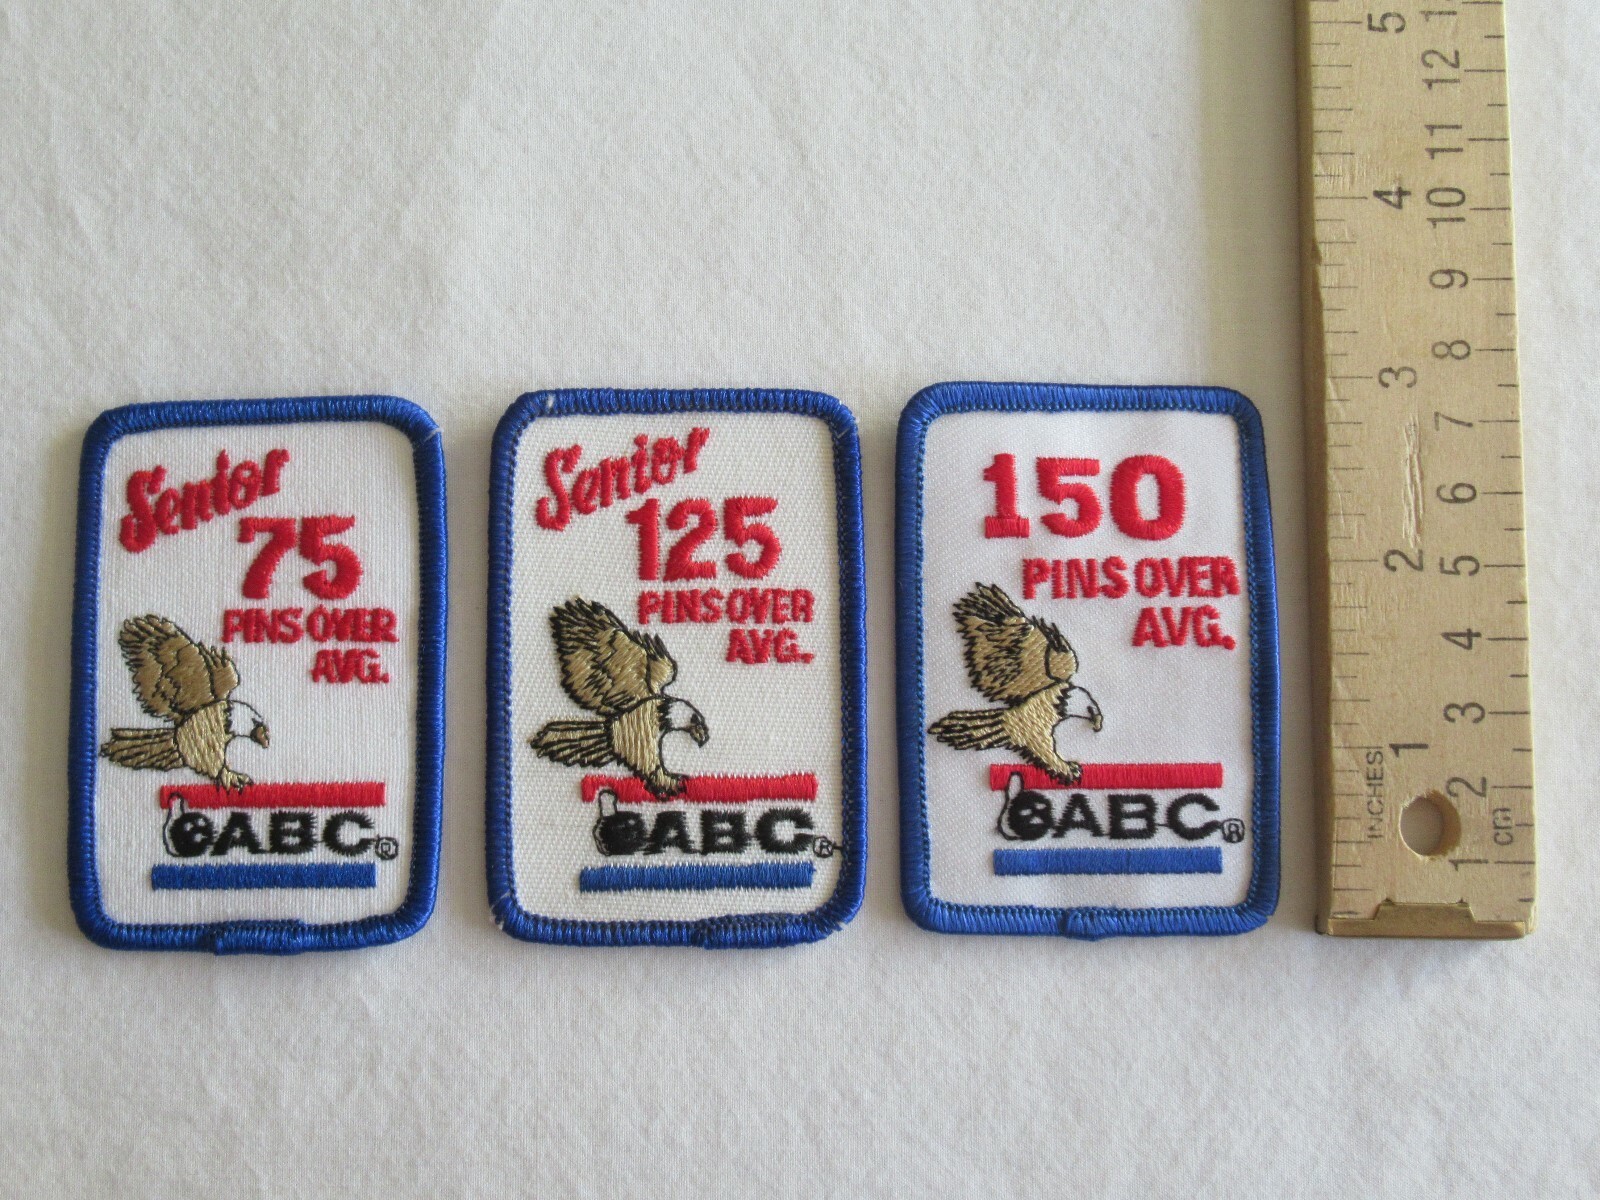 Senior
75
PINS OVER
AVG.
ABC®
Senior
125
PINS OVER
AVG.
ABC®
150
PINS OVER
AVG.
ABC®
5
4
3
2
1
INCHES
12
11
10
9
8
7
6
5
4
3
2
1
cm